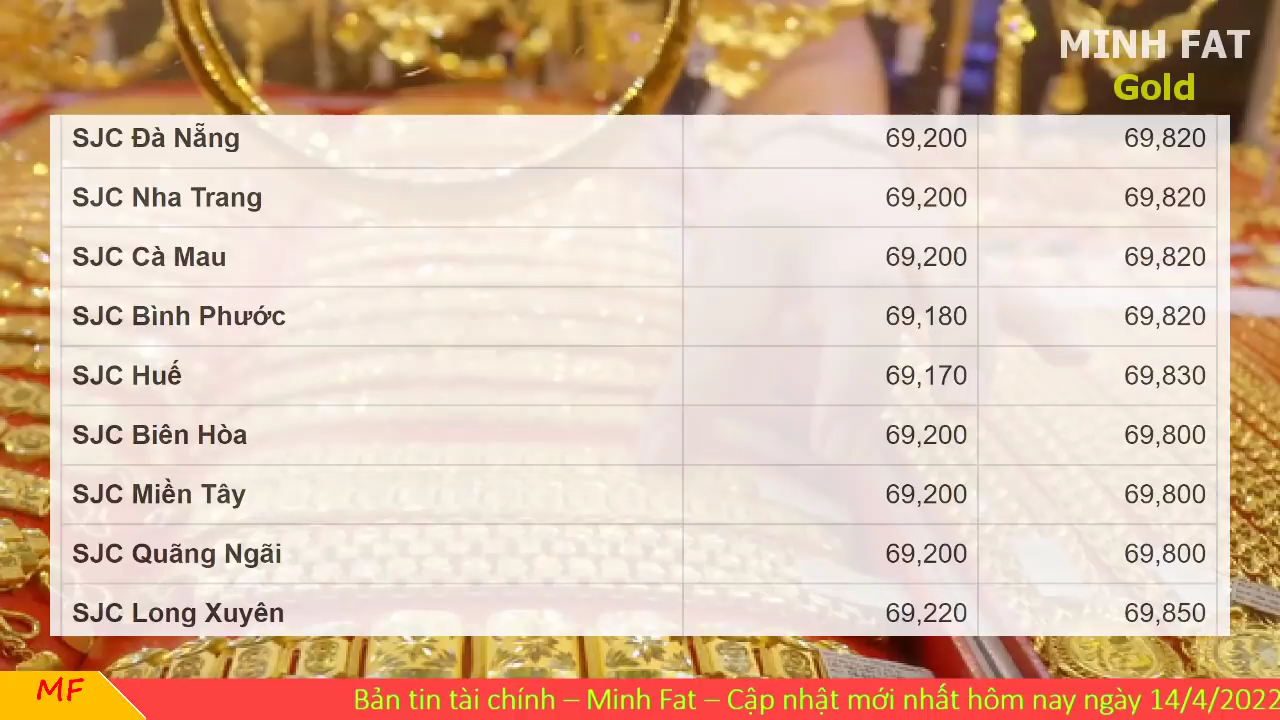 MINH FAT
Gold
SJC Đà Nẵng 69,200 69,820
SJC Nha Trang 69,200 69,820
SJC Cà Mau 69,200 69,820
SJC Bình Phước 69,180 69,820
SJC Huế 69,170 69,830
SJC Biên Hòa 69,200 69,800
SJC Miền Tây 69,200 69,800
SJC Quãng Ngãi 69,200 69,800
SJC Long Xuyên 69,220 69,850
MF
Bản tin tài chính – Minh Fat – Cập nhật mới nhất hôm nay ngày 14/4/2022